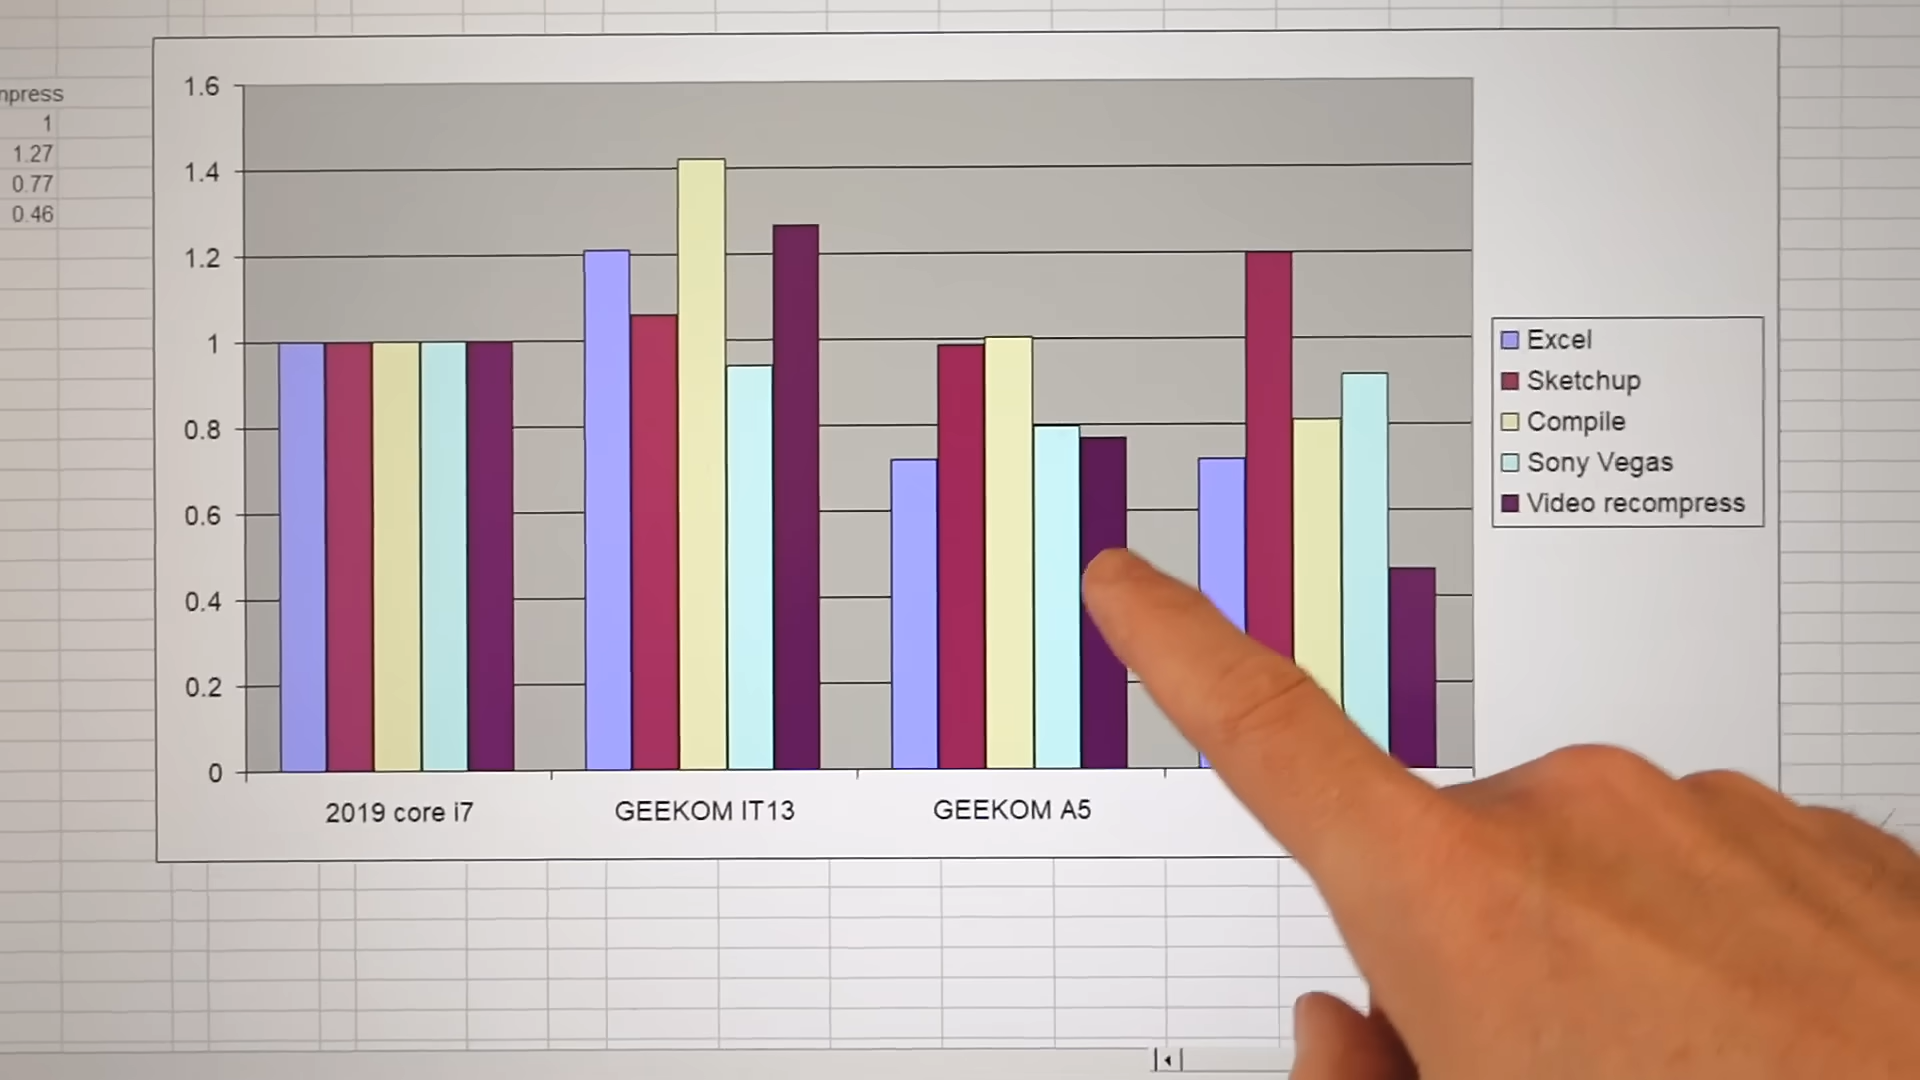 npress
1
1.27
0.77
0.46
1.6
1.4
1.2
1
0.8
0.6
0.4
0.2
0
2019 core i7
GEEKOM IT13
GEEKOM A5
Excel
Sketchup
Compile
Sony Vegas
Video recompress